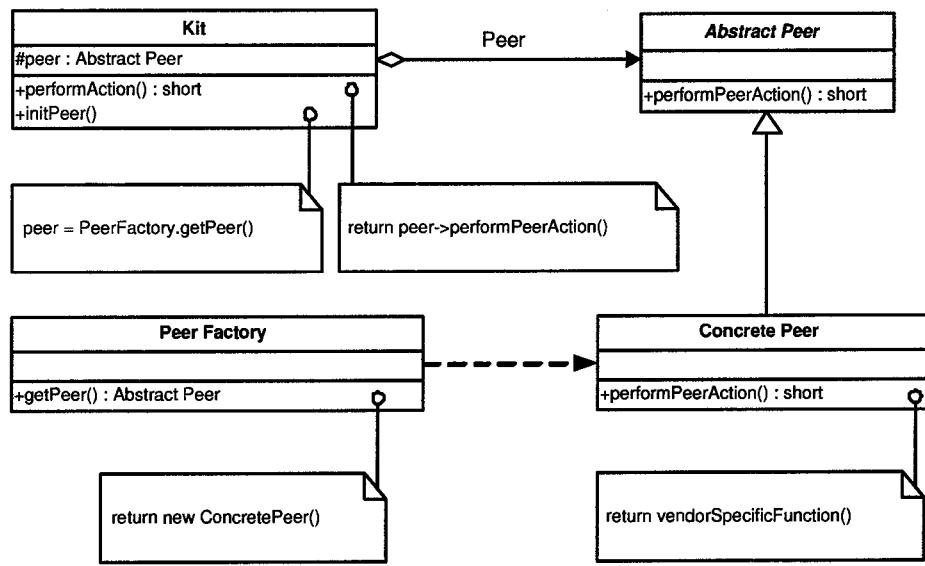 Kit
#peer : Abstract Peer
+performAction() : short
+initPeer()
Peer
Abstract Peer
+performPeerAction() : short
peer = PeerFactory.getPeer()
return peer->performPeerAction()
Peer Factory
+getPeer() : Abstract Peer
Concrete Peer
+performPeerAction() : short
return new ConcretePeer()
return vendorSpecificFunction()